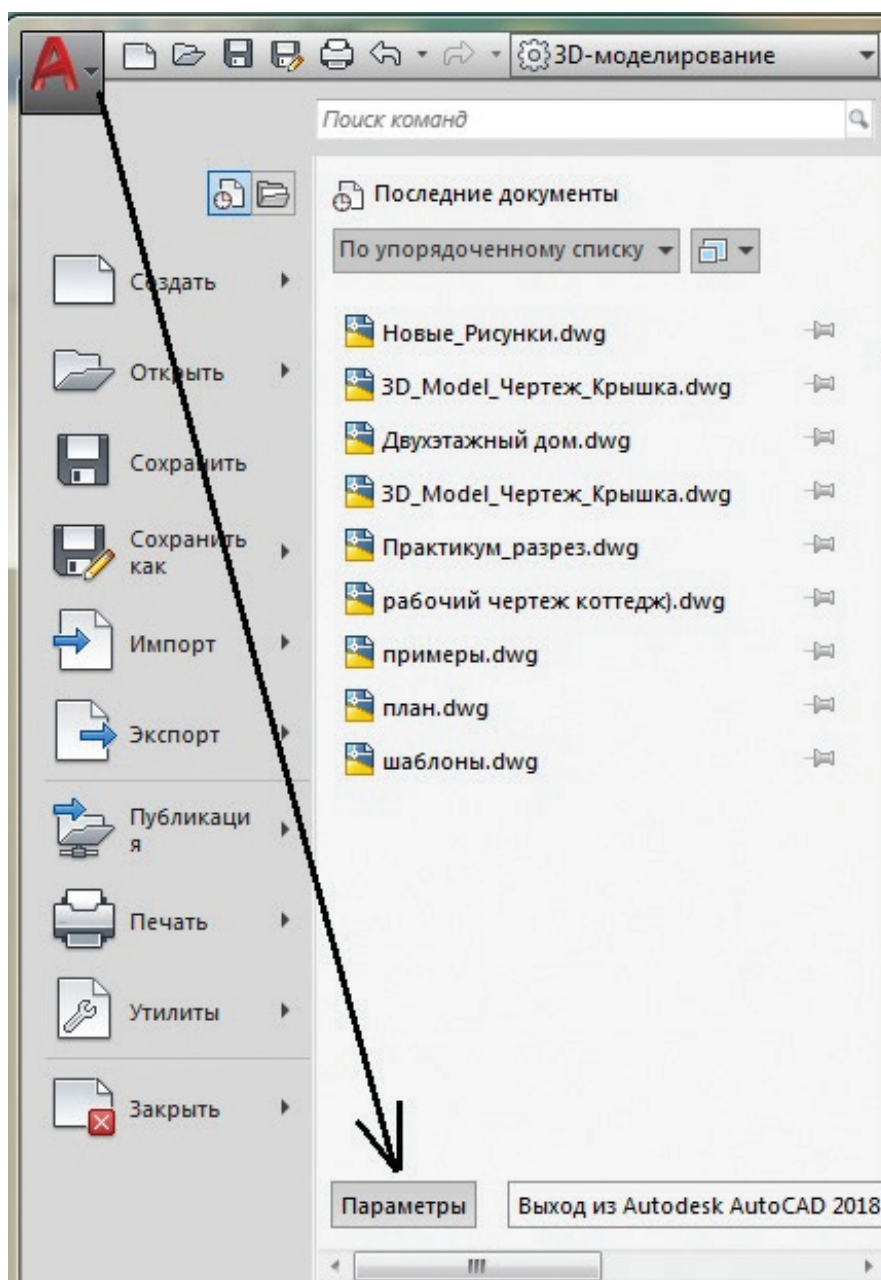 3D-моделирование
Поиск команд
Последние документы
По упорядоченному списку
Создать
Открыть
Сохранить
Сохранить
как
Импорт
Экспорт
Публикаци
я
Печать
Утилиты
Закрыть
Новые_Рисунки.dwg
3D_Model_Чертеж_Крышка.dwg
Двухэтажный дом.dwg
3D_Model_Чертеж_Крышка.dwg
Практикум_разрез.dwg
рабочий чертеж коттедж).dwg
примеры.dwg
план.dwg
шаблоны.dwg
Параметры
Выход из Autodesk AutoCAD 2018